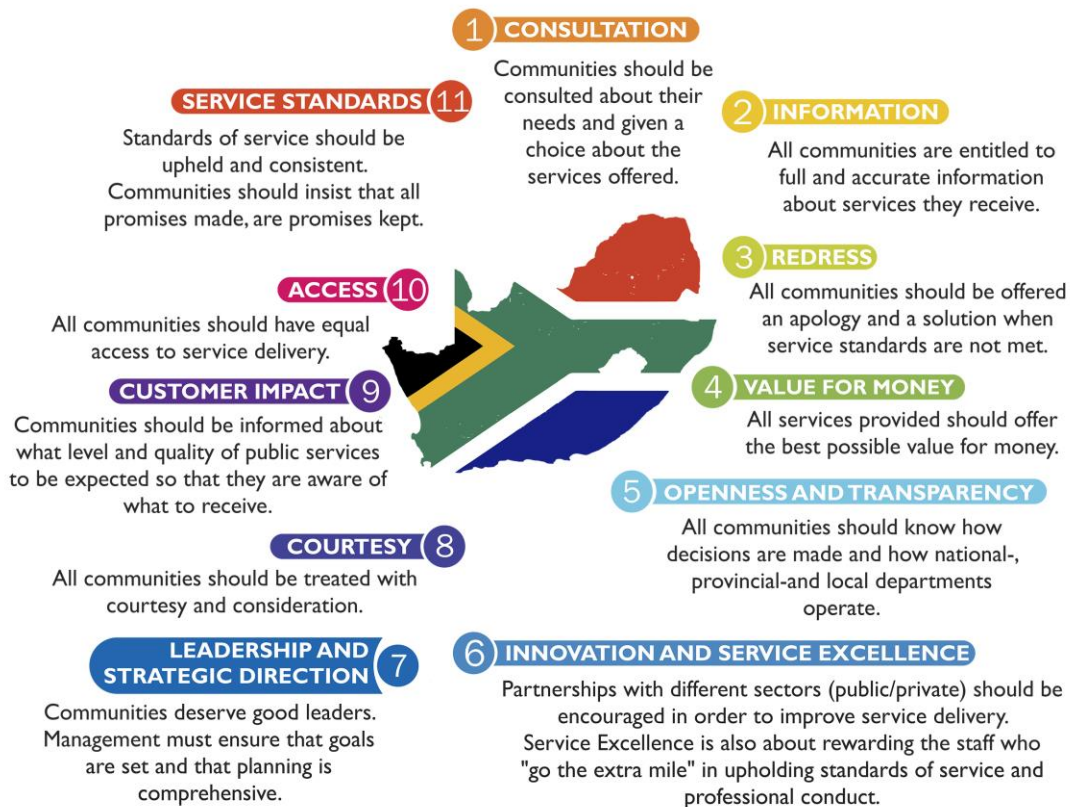 1 CONSULTATION
Communities should be
consulted about their
needs and given a
choice about the
services offered.
2 INFORMATION
All communities are entitled to
full and accurate information
about services they receive.
3 REDRESS
All communities should be offered
an apology and a solution when
service standards are not met.
4 VALUE FOR MONEY
All services provided should offer
the best possible value for money.
5 OPENNESS AND TRANSPARENCY
All communities should know how
decisions are made and how national-,
provincial-and local departments
operate.
6 INNOVATION AND SERVICE EXCELLENCE
Partnerships with different sectors (public/private) should be
encouraged in order to improve service delivery.
Service Excellence is also about rewarding the staff who
"go the extra mile" in upholding standards of service and
professional conduct.
LEADERSHIP AND
STRATEGIC DIRECTION 7
Communities deserve good leaders.
Management must ensure that goals
are set and that planning is
comprehensive.
COURTESY 8
All communities should be treated with
courtesy and consideration.
CUSTOMER IMPACT 9
Communities should be informed about
what level and quality of public services
to be expected so that they are aware of
what to receive.
ACCESS 10
All communities should have equal
access to service delivery.
SERVICE STANDARDS 11
Standards of service should be
upheld and consistent.
Communities should insist that all
promises made, are promises kept.